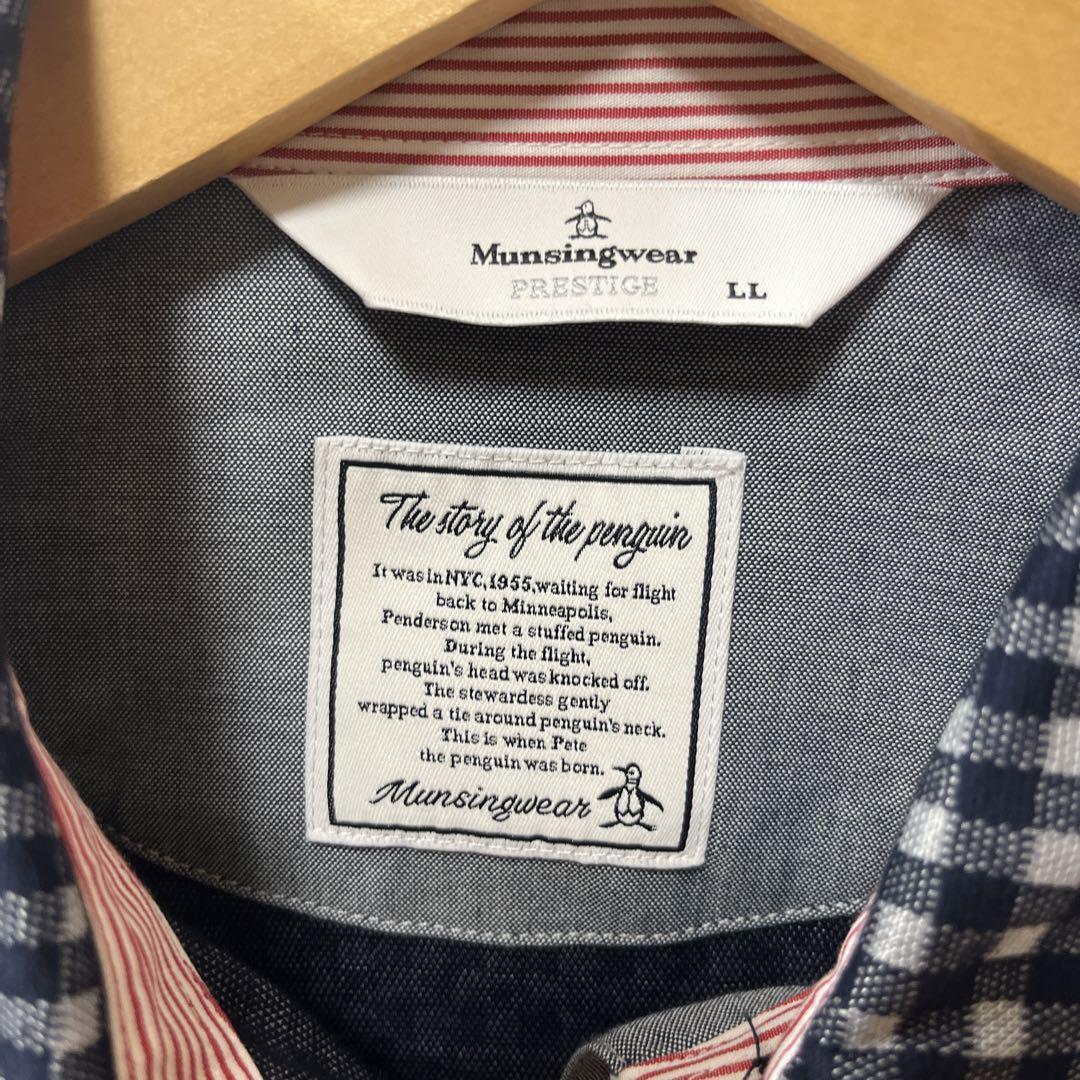 Munsingwear
PRESTIGE LL
The story of the penguin
It was in NYC, 1955, waiting for flight
back to Minneapolis,
Penderson met a stuffed penguin.
During the flight,
penguin's head was knocked off.
The stewardess gently
wrapped a tie around penguin's neck.
This is when Pete
the penguin was born.
Munsingwear